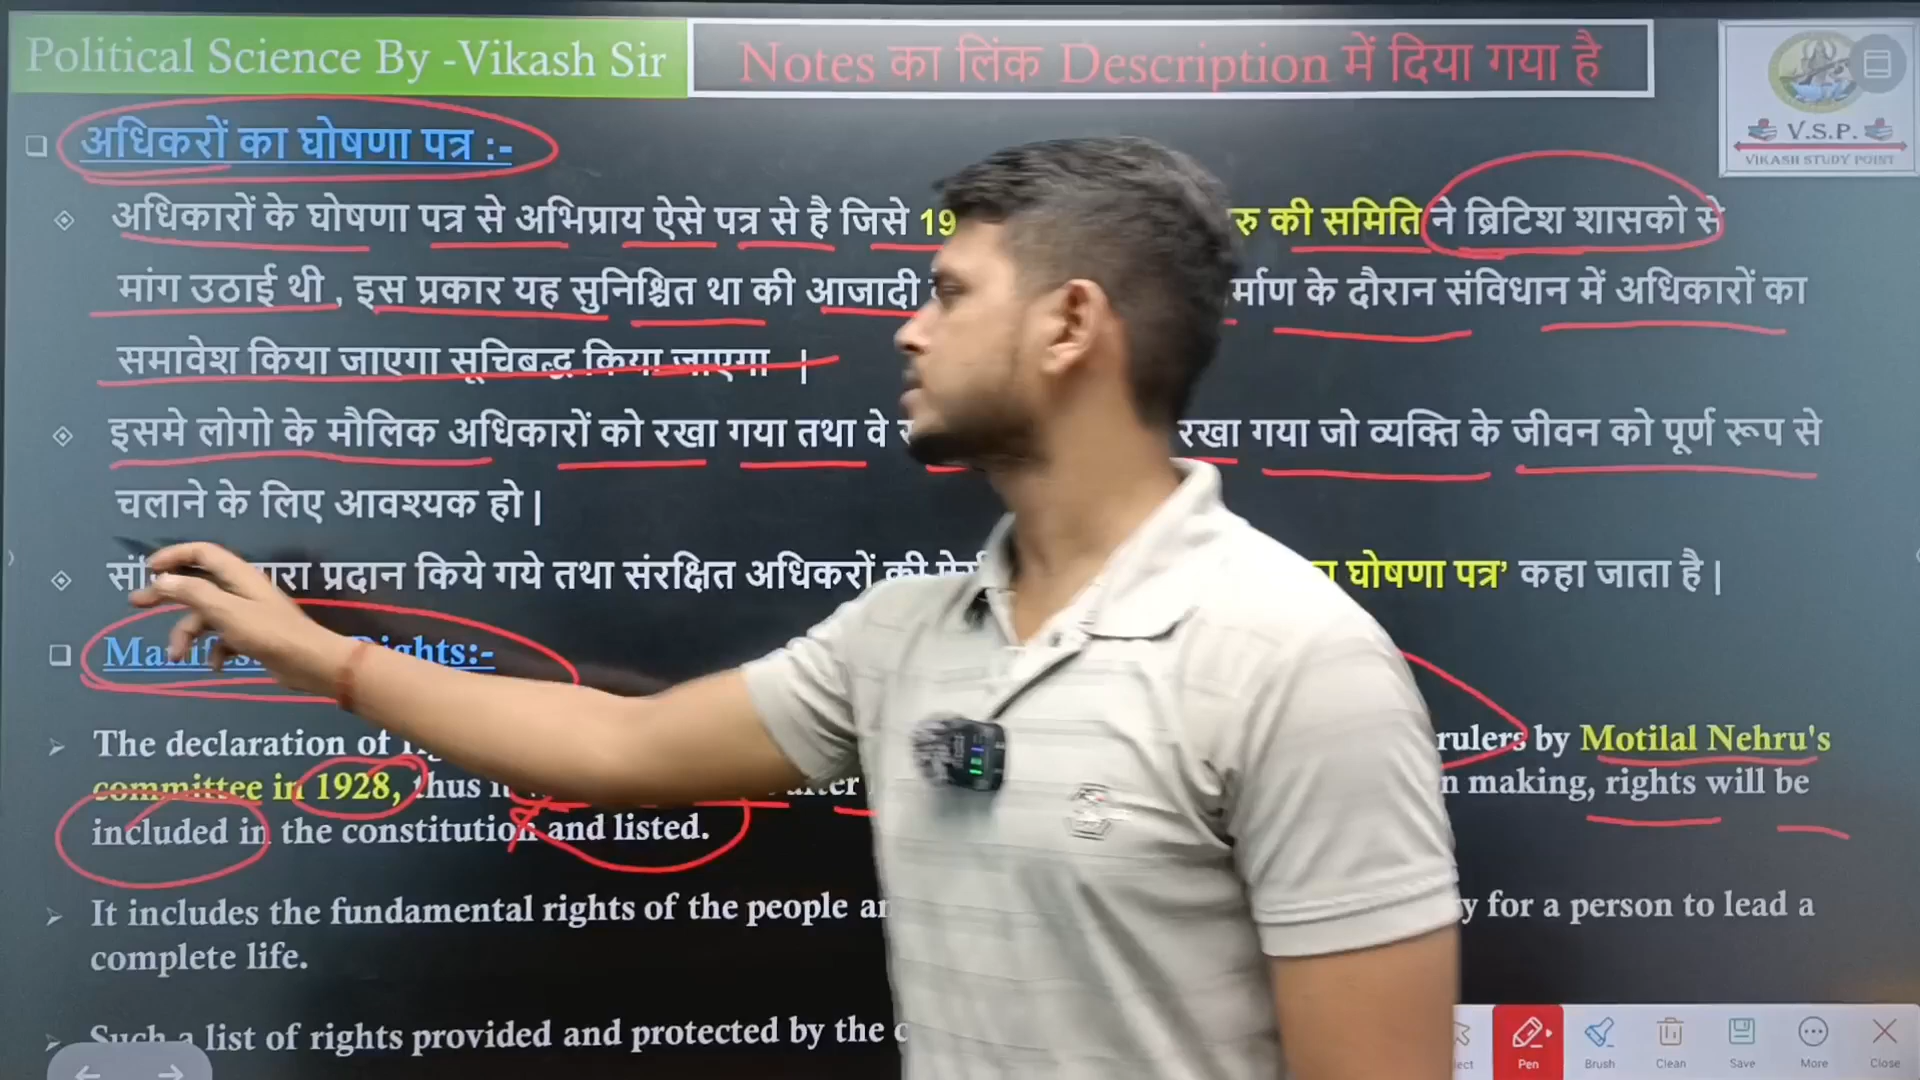 Political Science By -Vikash Sir
Notes का लिंक Description में दिया गया है
V.S.P.
VIKASH STUDY POINT
अधिकरों का घोषणा पत्र :-
अधिकारों के घोषणा पत्र से अभिप्राय ऐसे पत्र से है जिसे 19 की समिति ने ब्रिटिश शासको से
मांग उठाई थी , इस प्रकार यह सुनिश्चित था की आजादी के दौरान संविधान में अधिकारों का
समावेश किया जाएगा सूचिबद्ध किया जाएगा |
इसमे लोगो के मौलिक अधिकारों को रखा गया तथा वे रखा गया जो व्यक्ति के जीवन को पूर्ण रूप से
चलाने के लिए आवश्यक हो |
प्रदान किये गये तथा संरक्षित अधिकरों की घोषणा पत्र’ कहा जाता है |
The declaration of rulers by Motilal Nehru's
committee in 1928, thus making, rights will be
included in the constitution and listed.
It includes the fundamental rights of the people for a person to lead a
complete life.
Such a list of rights provided and protected by the
Pen
Brush
Clean
Save
More
Close